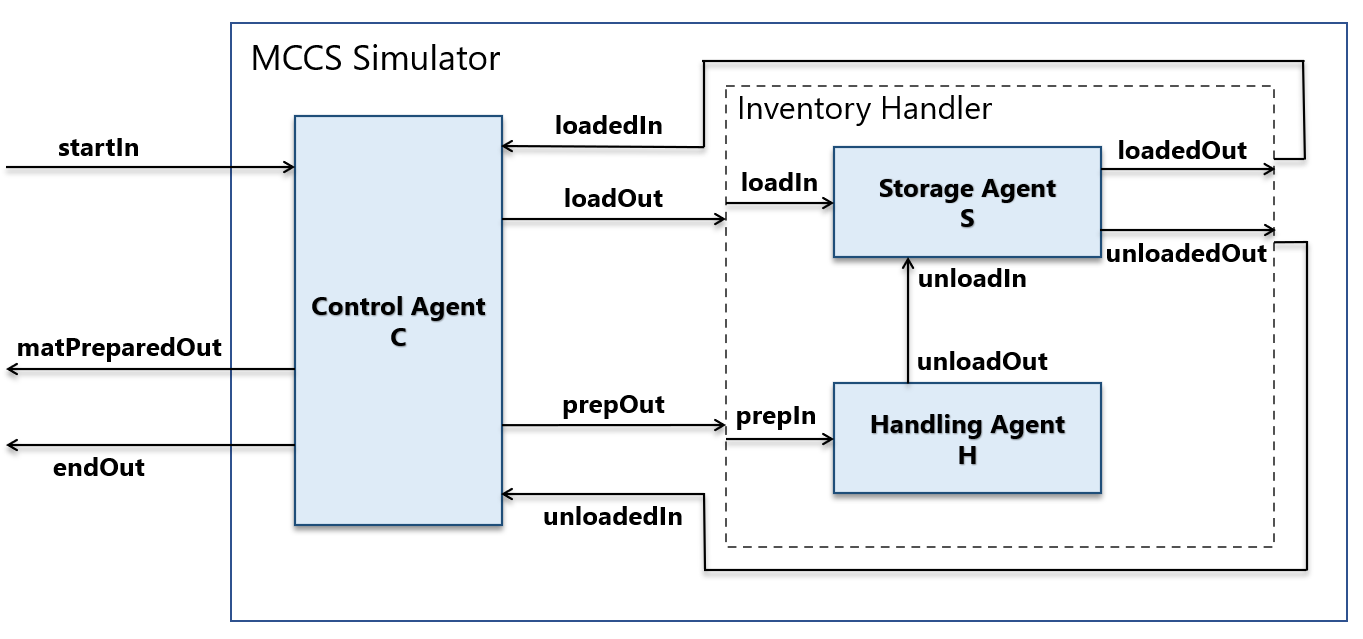 MCCS Simulator
Inventory Handler
startIn
loadedIn
loadOut
loadIn
Storage Agent
S
loadedOut
unloadedOut
unloadIn
Control Agent
C
matPreparedOut
unloadOut
prepOut
prepIn
Handling Agent
H
endOut
unloadedIn